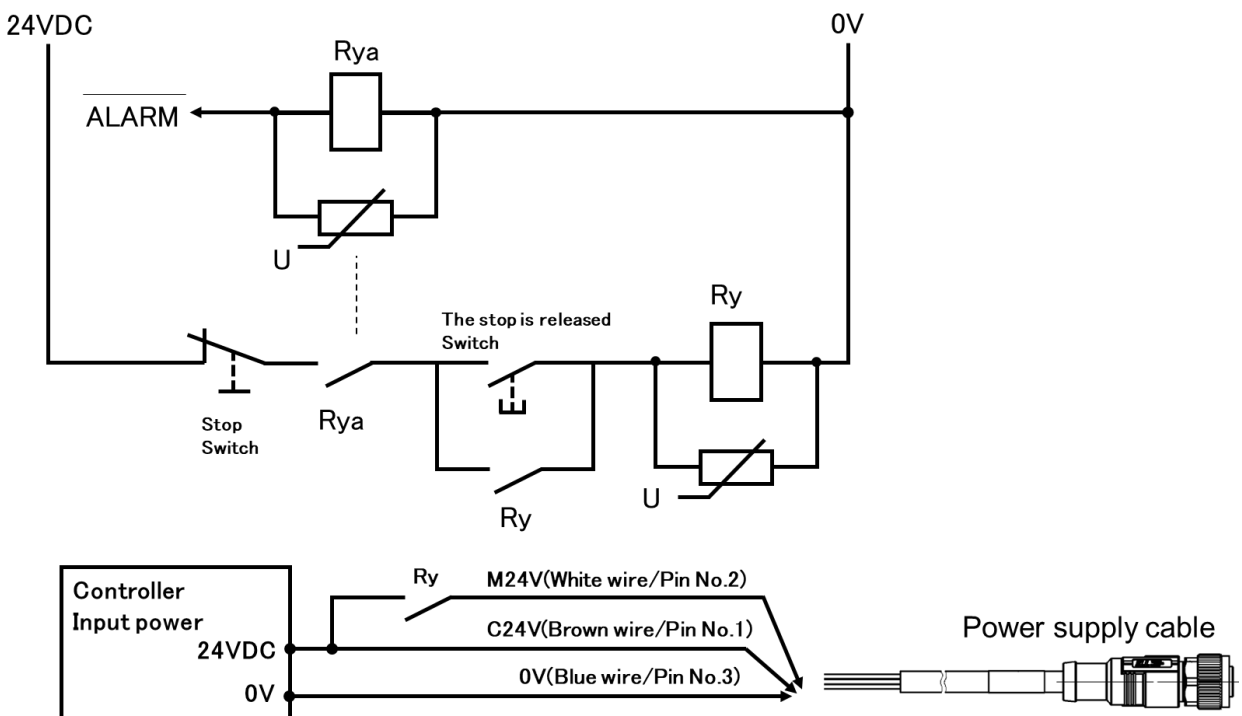 24VDC
0V
Rya
ALARM
U
The stop is released
Switch
Ry
Stop
Switch
Rya
U
Ry
Controller
Input power
24VDC
0V
Ry
M24V(White wire/Pin No.2)
C24V(Brown wire/Pin No.1)
0V(Blue wire/Pin No.3)
Power supply cable